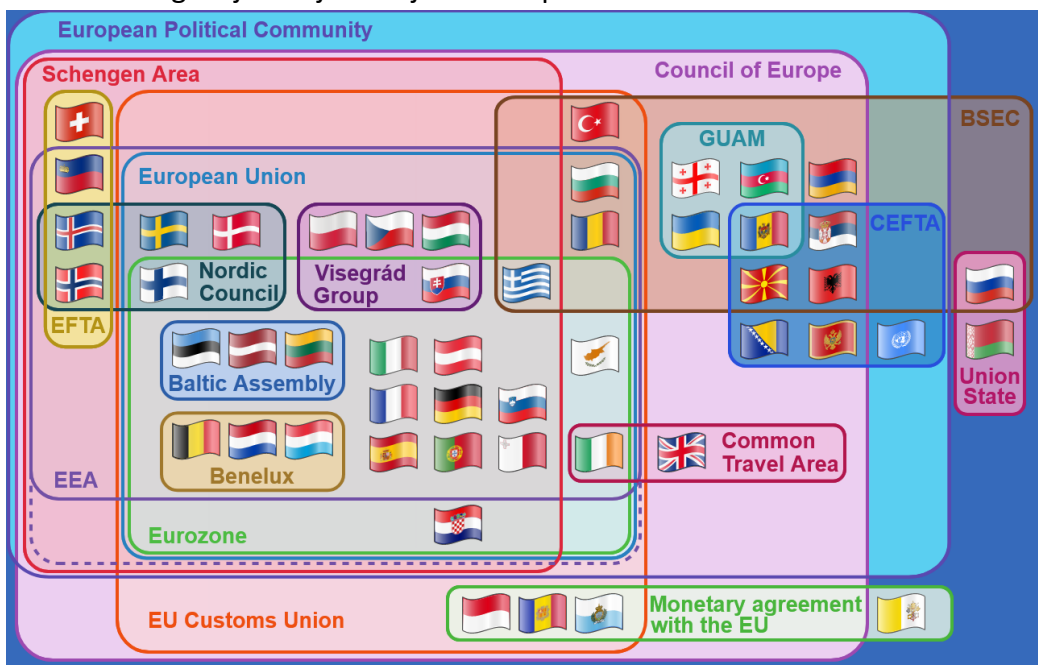 European Political Community
Schengen Area
Council of Europe
BSEC
GUAM
European Union
CEFTA
Nordic
Council
Visegrád
Group
EFTA
Baltic Assembly
Union
State
Common
Travel Area
Benelux
EEA
Eurozone
EU Customs Union
Monetary agreement
with the EU